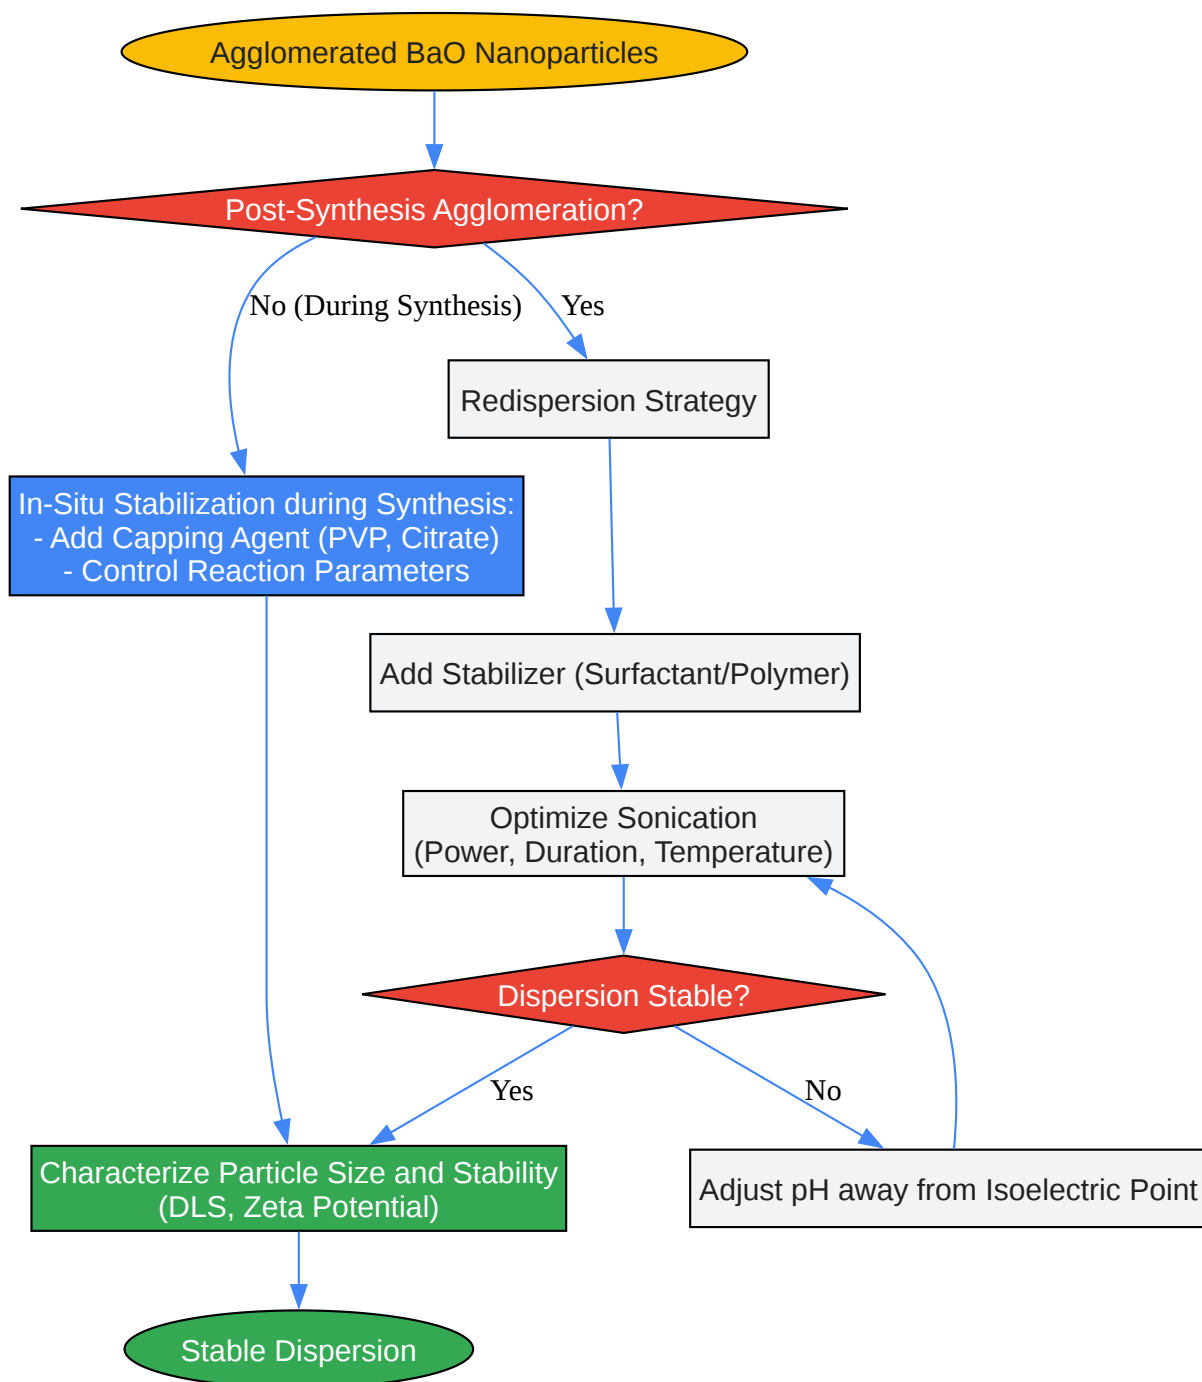 Agglomerated BaO Nanoparticles
Post-Synthesis Agglomeration?
No (During Synthesis)
Yes
Redispersion Strategy
In-Situ Stabilization during Synthesis:
- Add Capping Agent (PVP, Citrate)
- Control Reaction Parameters
Add Stabilizer (Surfactant/Polymer)
Optimize Sonication
(Power, Duration, Temperature)
Dispersion Stable?
Yes
No
Characterize Particle Size and Stability
(DLS, Zeta Potential)
Adjust pH away from Isoelectric Point
Stable Dispersion